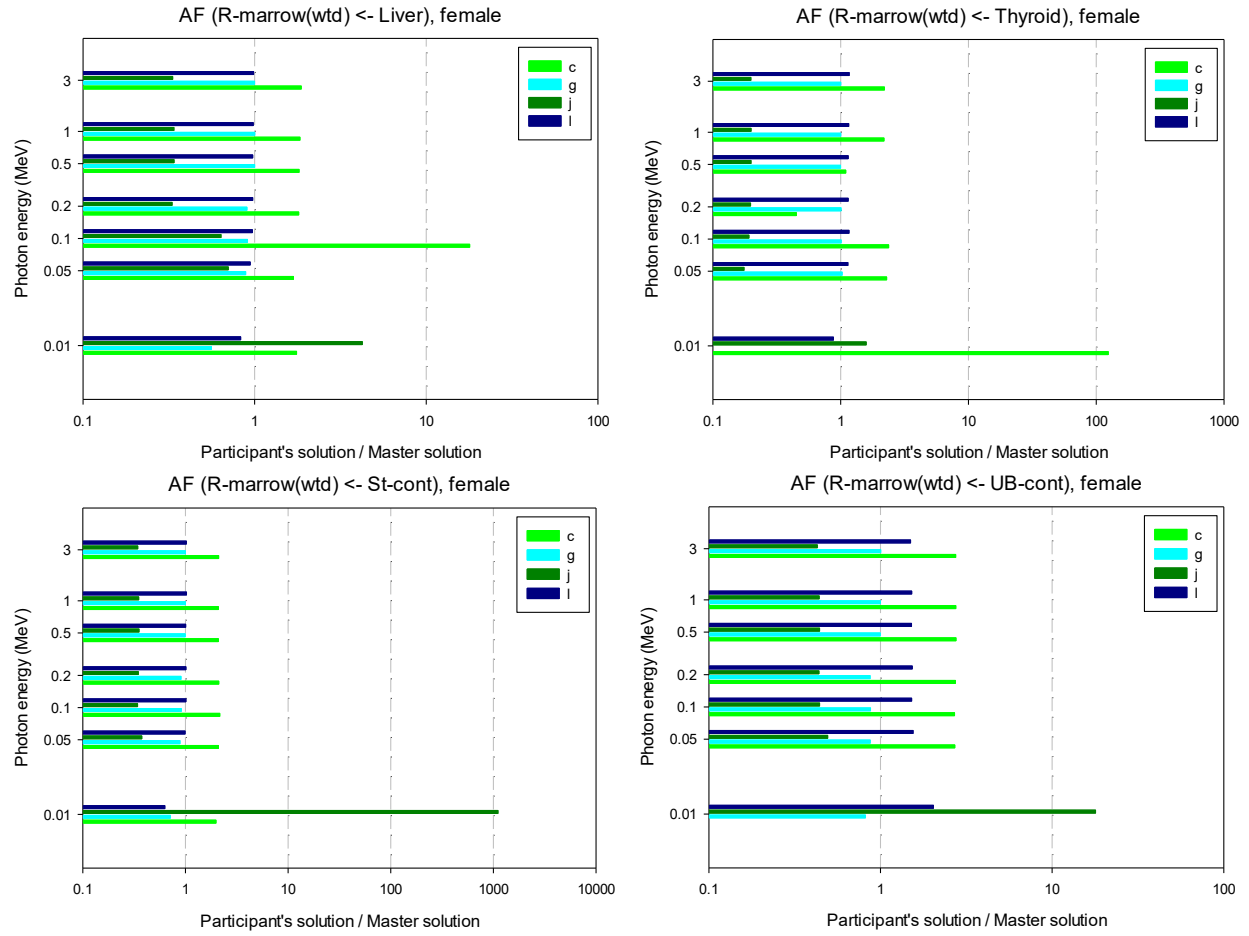 AF (R-marrow(wtd) <- Liver), female
c
g
j
l
Photon energy (MeV)
3
1
0.5
0.2
0.1
0.05
0.01
0.1
1
10
100
Participant's solution / Master solution
AF (R-marrow(wtd) <- Thyroid), female
c
g
j
l
Photon energy (MeV)
3
1
0.5
0.2
0.1
0.05
0.01
0.1
1
10
100
1000
Participant's solution / Master solution
AF (R-marrow(wtd) <- St-cont), female
c
g
j
l
Photon energy (MeV)
3
1
0.5
0.2
0.1
0.05
0.01
0.1
1
10
100
1000
10000
Participant's solution / Master solution
AF (R-marrow(wtd) <- UB-cont), female
c
g
j
l
Photon energy (MeV)
3
1
0.5
0.2
0.1
0.05
0.01
0.1
1
10
100
Participant's solution / Master solution